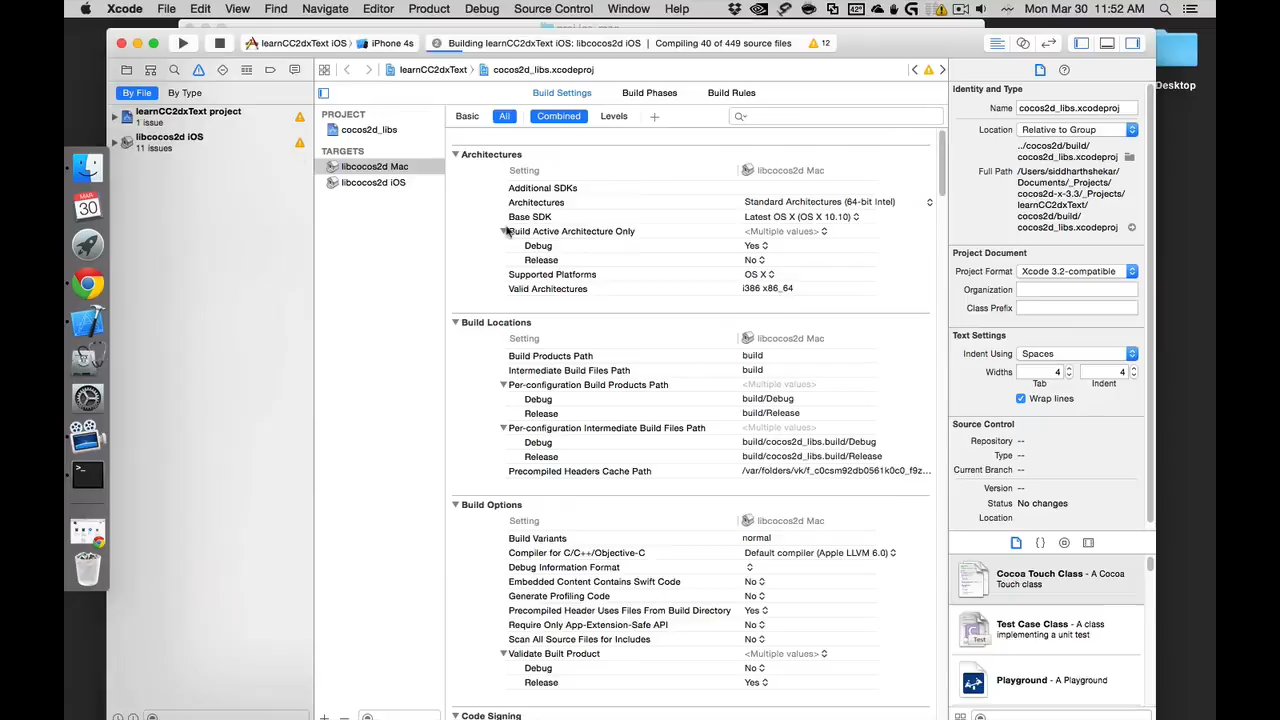 Xcode File Edit View Find Navigate Editor Product Debug Source Control Window Help
Mon Mar 30 11:52 AM
learnCC2dxText iOS iPhone 4s
2 Building learnCC2dxText iOS: libcocos2d iOS Compiling 40 of 449 source files 12
learnCC2dxText cocos2d_libs.xcodeproj
By File By Type
learnCC2dxText project
1 issue
libcocos2d iOS
11 issues
Build Settings Build Phases Build Rules
PROJECT
cocos2d_libs
TARGETS
libcocos2d Mac
libcocos2d iOS
Basic All Combined Levels
Architectures
Setting libcocos2d Mac
Additional SDKs
Architectures Standard Architectures (64-bit Intel)
Base SDK Latest OS X (OS X 10.10)
Build Active Architecture Only <Multiple values>
Debug Yes
Release No
Supported Platforms OS X
Valid Architectures i386 x86_64
Build Locations
Setting libcocos2d Mac
Build Products Path build
Intermediate Build Files Path build
Per-configuration Build Products Path <Multiple values>
Debug build/Debug
Release build/Release
Per-configuration Intermediate Build Files Path <Multiple values>
Debug build/cocos2d_libs.build/Debug
Release build/cocos2d_libs.build/Release
Precompiled Headers Cache Path /var/folders/vk/f_c0csm92db0561k0c0_f9z...
Build Options
Setting libcocos2d Mac
Build Variants normal
Compiler for C/C++/Objective-C Default compiler (Apple LLVM 6.0)
Debug Information Format
Embedded Content Contains Swift Code No
Generate Profiling Code No
Precompiled Header Uses Files From Build Directory Yes
Require Only App-Extension-Safe API No
Scan All Source Files for Includes No
Validate Built Product <Multiple values>
Debug No
Release Yes
Code Signing
Identity and Type
Name cocos2d_libs.xcodeproj
Location Relative to Group
../cocos2d/build/
cocos2d_libs.xcodeproj
Full Path /Users/siddharthshekar/
Documents/_Projects/
cocos2d-x-3.3/_Projects/
learnCC2dxText/
cocos2d/build/
cocos2d_libs.xcodeproj
Project Document
Project Format Xcode 3.2-compatible
Organization
Class Prefix
Text Settings
Indent Using Spaces
Widths 4 4
Tab Indent
Wrap lines
Source Control
Repository --
Type --
Current Branch --
Version --
Status No changes
Location
Cocoa Touch Class - A Cocoa
Touch class
Test Case Class - A class
implementing a unit test
Playground - A Playground
Desktop